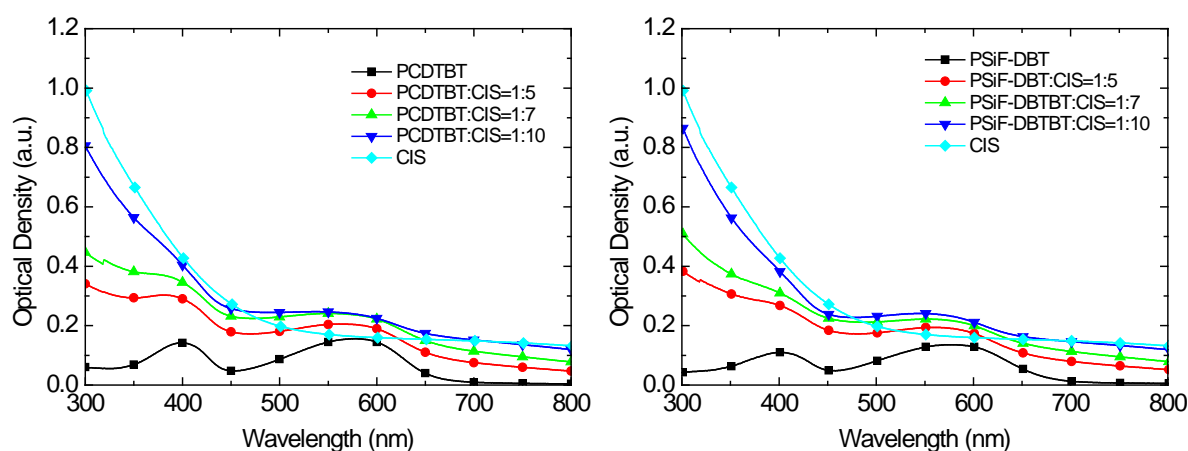 1.2
1.0
0.8
0.6
0.4
0.2
0.0
Optical Density (a.u.)
PCDTBT
PCDTBT:CIS=1:5
PCDTBT:CIS=1:7
PCDTBT:CIS=1:10
CIS
300 400 500 600 700 800
Wavelength (nm)
1.2
1.0
0.8
0.6
0.4
0.2
0.0
Optical Density (a.u.)
PSiF-DBT
PSiF-DBT:CIS=1:5
PSiF-DBTBT:CIS=1:7
PSiF-DBTBT:CIS=1:10
CIS
300 400 500 600 700 800
Wavelength (nm)